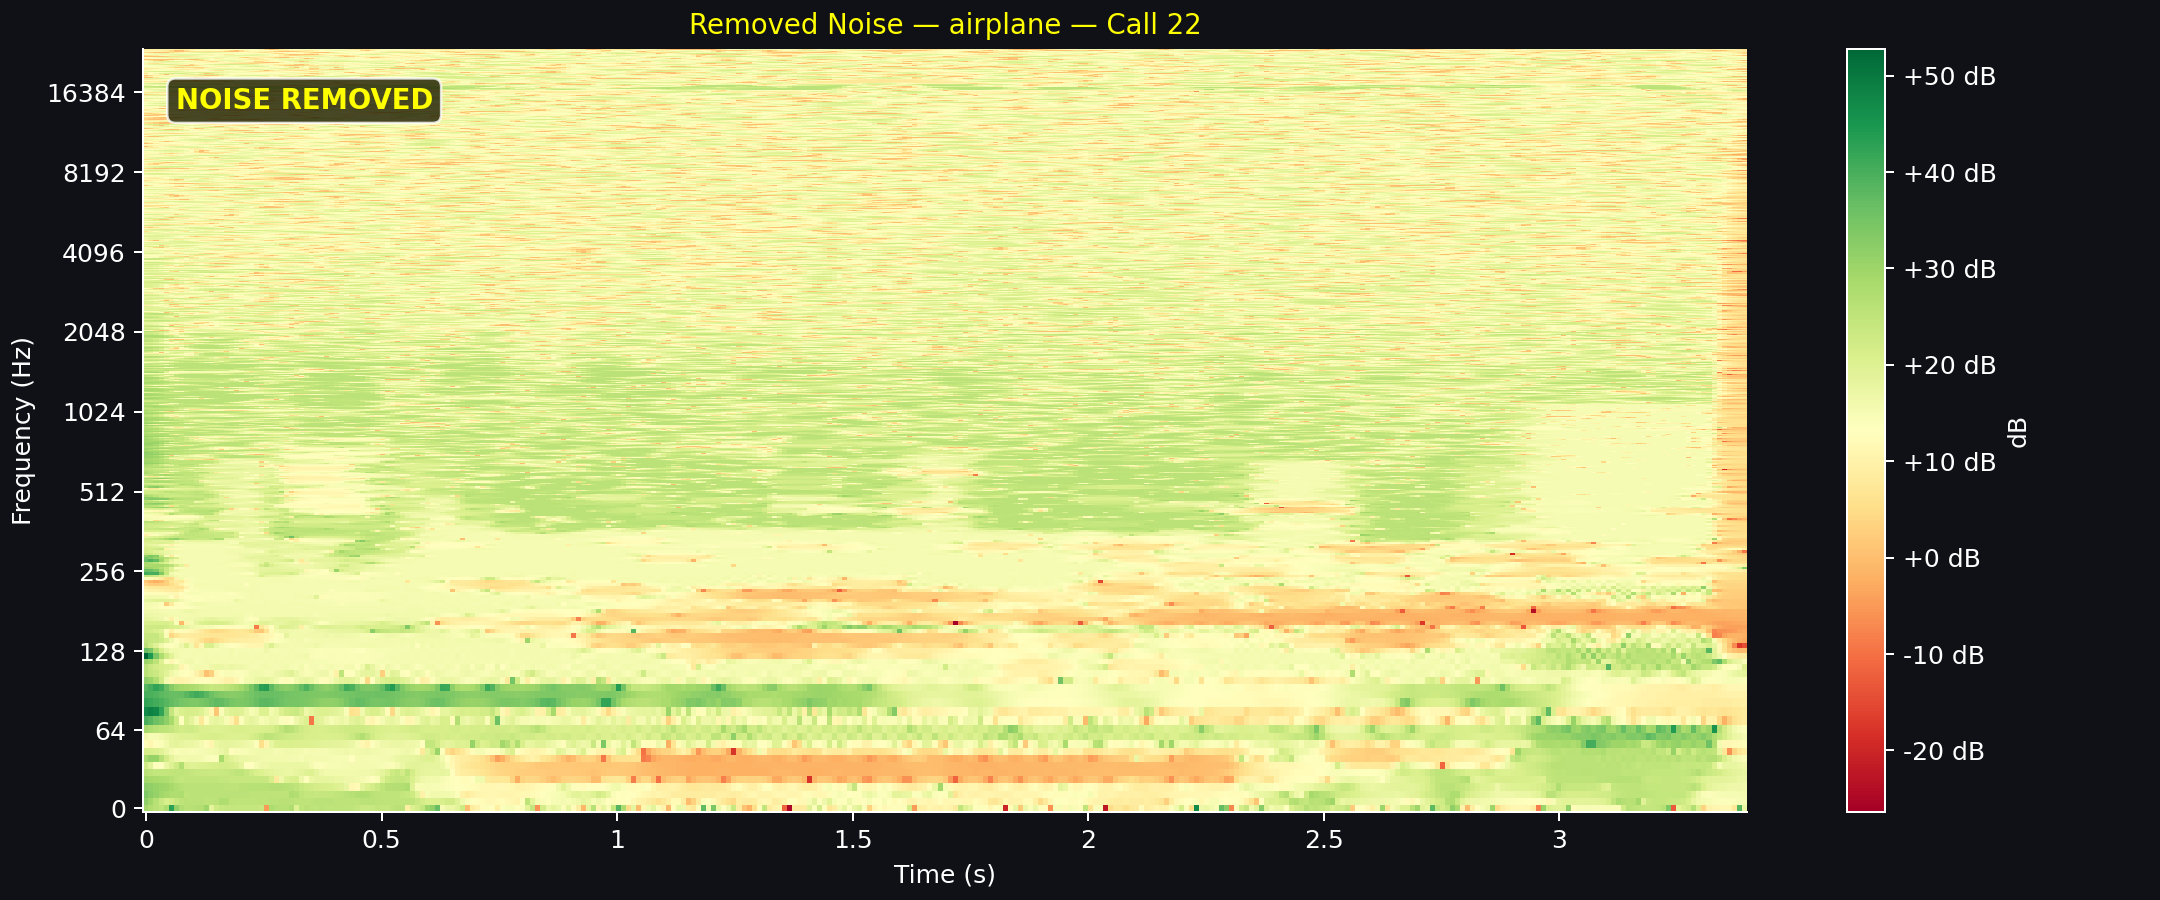 Removed Noise — airplane — Call 22
NOISE REMOVED
Frequency (Hz)
16384
8192
4096
2048
1024
512
256
128
64
0
0
0.5
1
1.5
2
2.5
3
Time (s)
+50 dB
+40 dB
+30 dB
+20 dB
+10 dB
+0 dB
-10 dB
-20 dB
dB